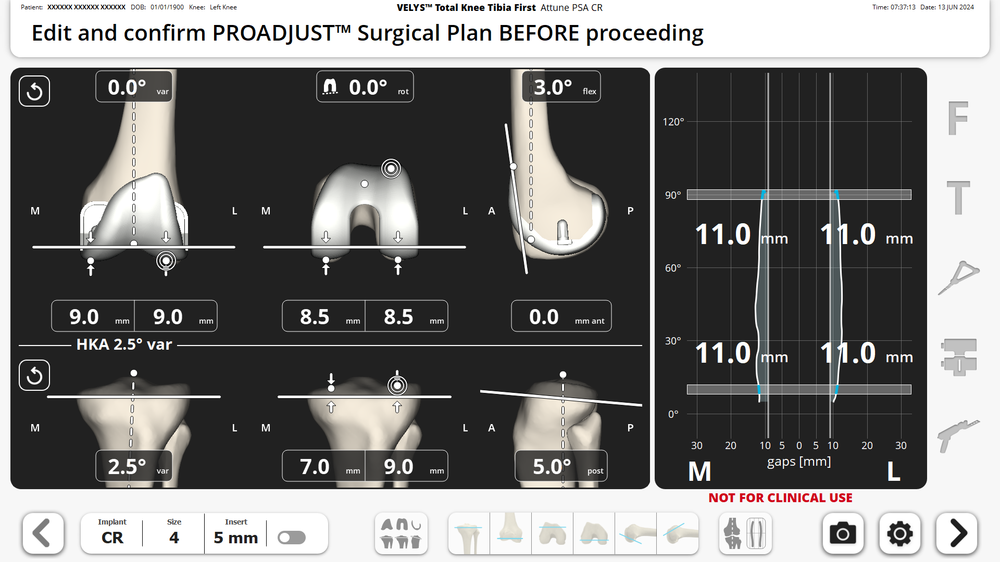 Patient: XXXXXX XXXXXX XXXXXX DOB: 01/01/1900 Knee: Left Knee
VELYS™ Total Knee Tibia First Attune PSA CR
Time: 07:37:13 Date: 13 JUN 2024
Edit and confirm PROADJUST™ Surgical Plan BEFORE proceeding
0.0° var
0.0° rot
3.0° flex
M L M L A P
9.0 mm 9.0 mm
8.5 mm 8.5 mm
0.0 mm ant
HKA 2.5° var
M L M L A P
2.5° var
7.0 mm 9.0 mm
5.0° post
120°
90°
11.0 mm 11.0 mm
60°
30°
11.0 mm 11.0 mm
0°
30 20 10 5 0 5 10 20 30
gaps [mm]
M L
F
T
NOT FOR CLINICAL USE
Implant Size Insert
CR 4 5 mm